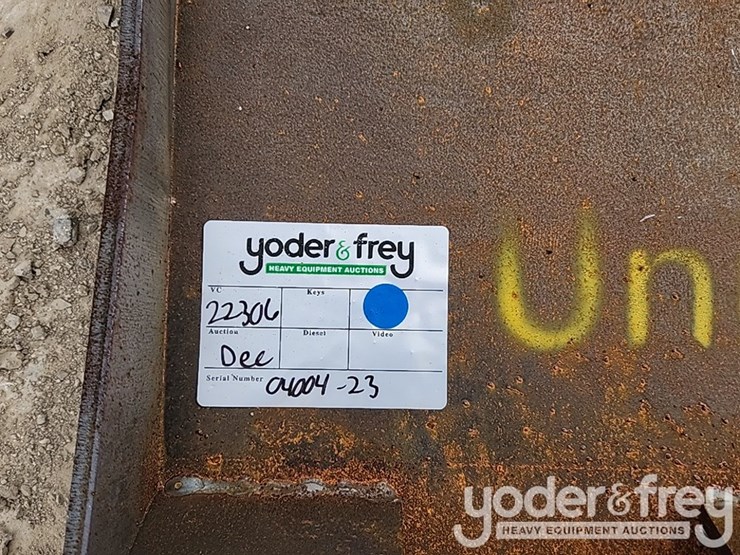 yoder & frey
HEAVY EQUIPMENT AUCTIONS
VC Keys
22306
Auction Diesel Video
Dec
Serial Number 04004-23
Un
yoder & frey
HEAVY EQUIPMENT AUCTIONS